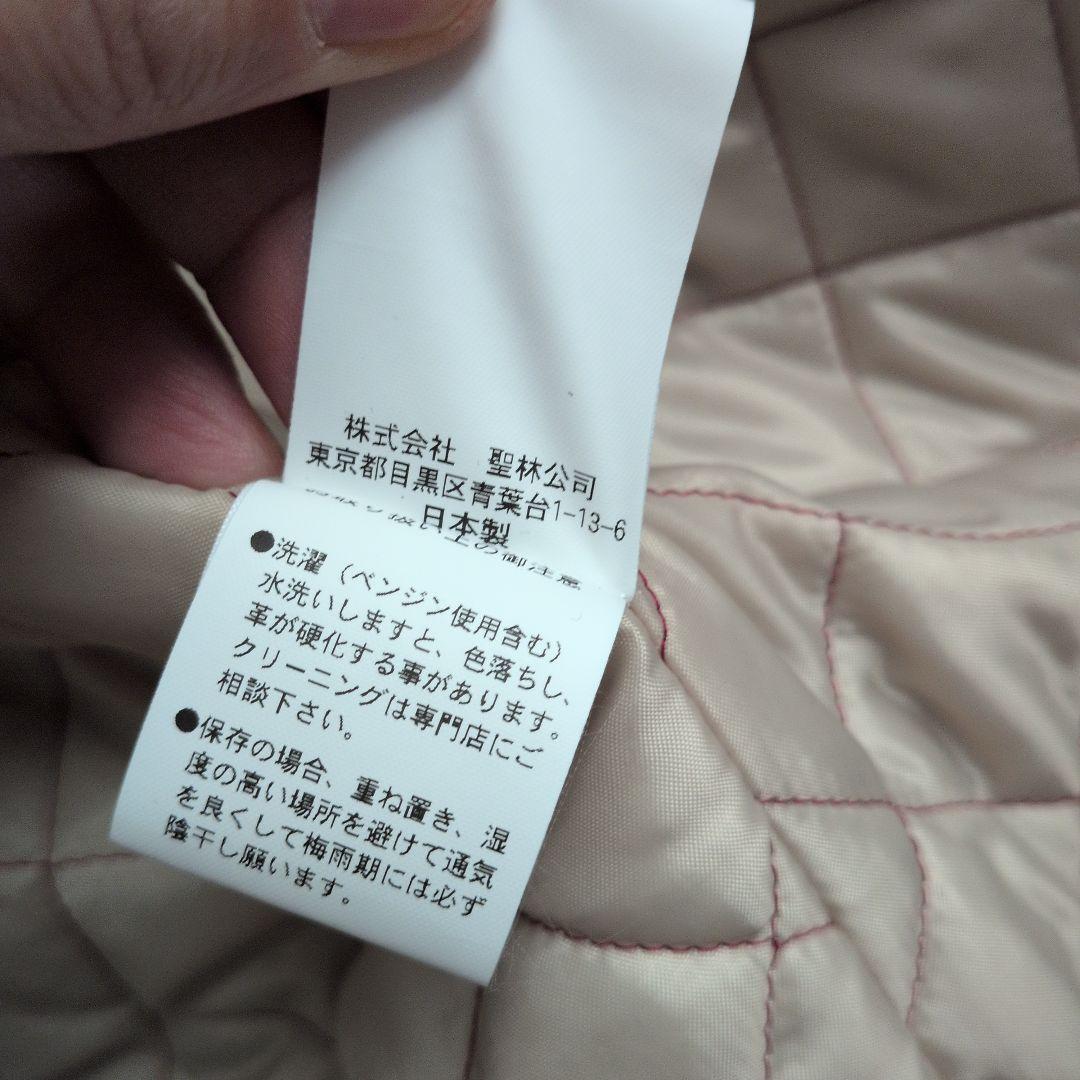 株式会社 聖林公司
東京都目黒区青葉台1-13-6
日本製
の御注意
●洗濯（ベンジン使用含む）
水洗いしますと、色落ちし、
革が硬化する事があります。
クリーニングは専門店にご
相談下さい。
●保存の場合、重ね置き、湿
度の高い場所を避けて通気
を良くして梅雨期には必ず
陰干し願います。